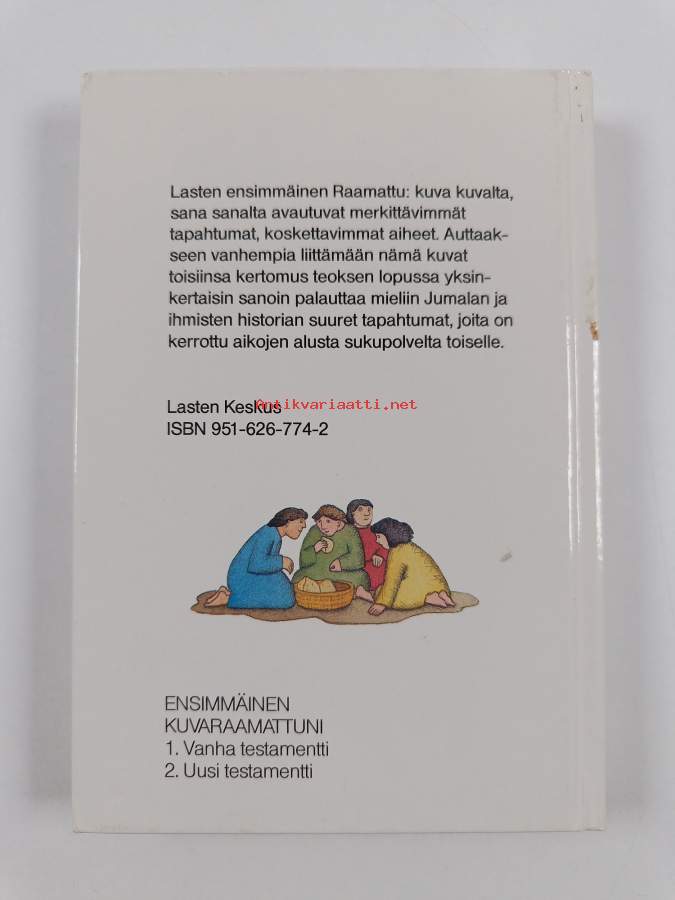 Lasten ensimmäinen Raamattu: kuva kuvalta,
sana sanalta avautuvat merkittävimmät
tapahtumat, koskettavimmat aiheet. Auttaak-
seen vanhempia liittämään nämä kuvat
toisiinsa kertomus teoksen lopussa yksin-
kertaisin sanoin palauttaa mieliin Jumalan ja
ihmisten historian suuret tapahtumat, joita on
kerrottu aikojen alusta sukupolvelta toiselle.
Lasten Keskus
Antikvariaatti.net
ISBN 951-626-774-2
ENSIMMÄINEN
KUVARAAMATTUNI
1. Vanha testamentti
2. Uusi testamentti